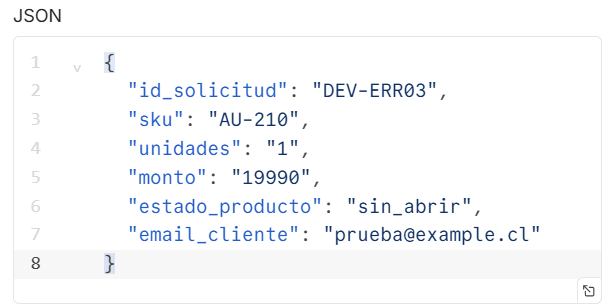 JSON
1 {
2 "id_solicitud": "DEV-ERR03",
3 "sku": "AU-210",
4 "unidades": "1",
5 "monto": "19990",
6 "estado_producto": "sin_abrir",
7 "email_cliente": "prueba@example.cl"
8 }